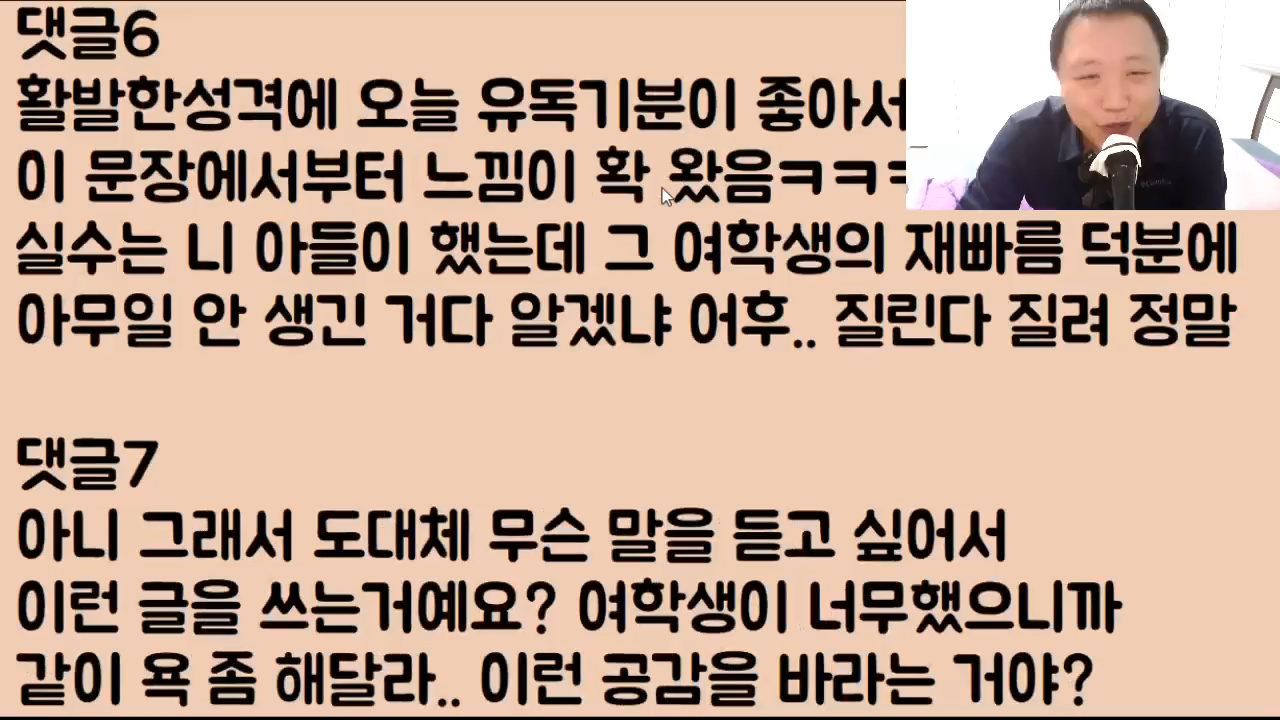 댓글6
활발한성격에 오늘 유독기분이 좋아서
이 문장에서부터 느낌이 확 왔음ㅋㅋㅋ
실수는 니 아들이 했는데 그 여학생의 재빠름 덕분에
아무일 안 생긴 거다 알겠냐 어후.. 질린다 질려 정말
댓글7
아니 그래서 도대체 무슨 말을 듣고 싶어서
이런 글을 쓰는거예요? 여학생이 너무했으니까
같이 욕 좀 해달라.. 이런 공감을 바라는 거야?